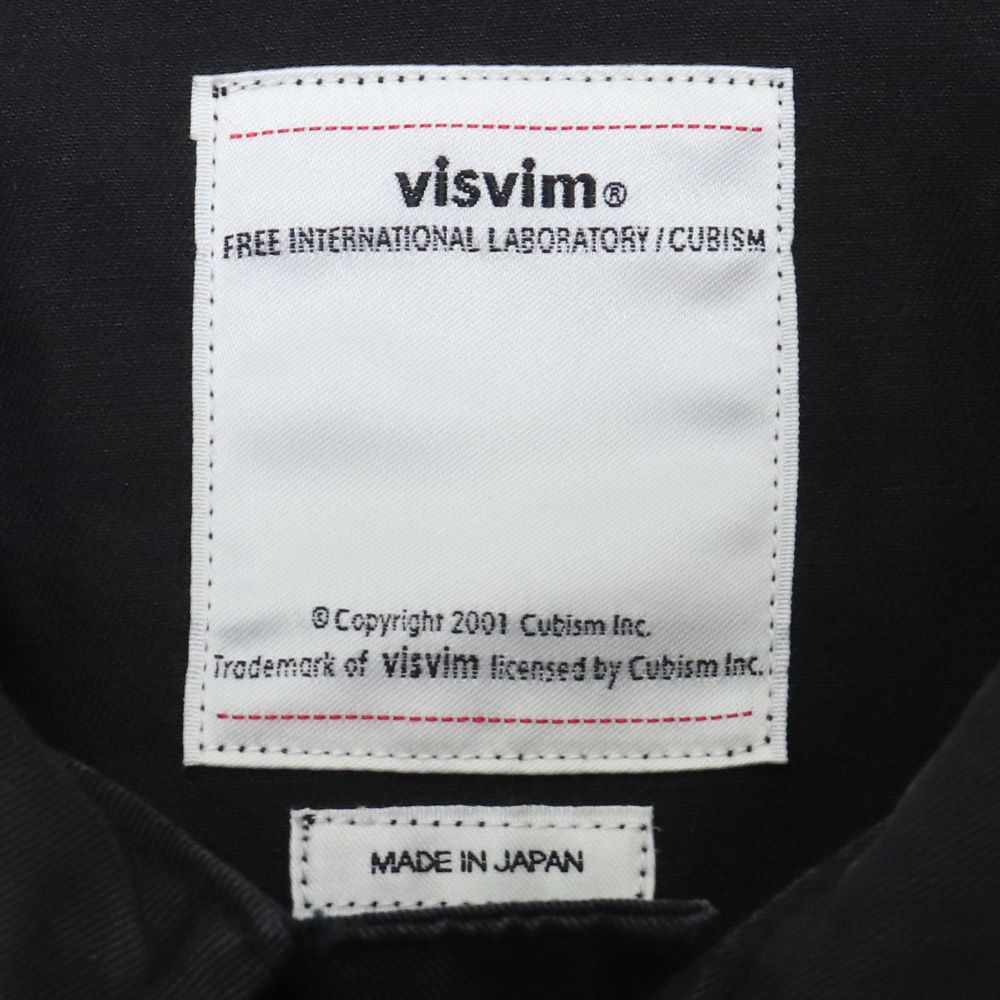 visvim®
FREE INTERNATIONAL LABORATORY / CUBISM
© Copyright 2001 Cubism Inc.
Trademark of visvim licensed by Cubism Inc.
MADE IN JAPAN